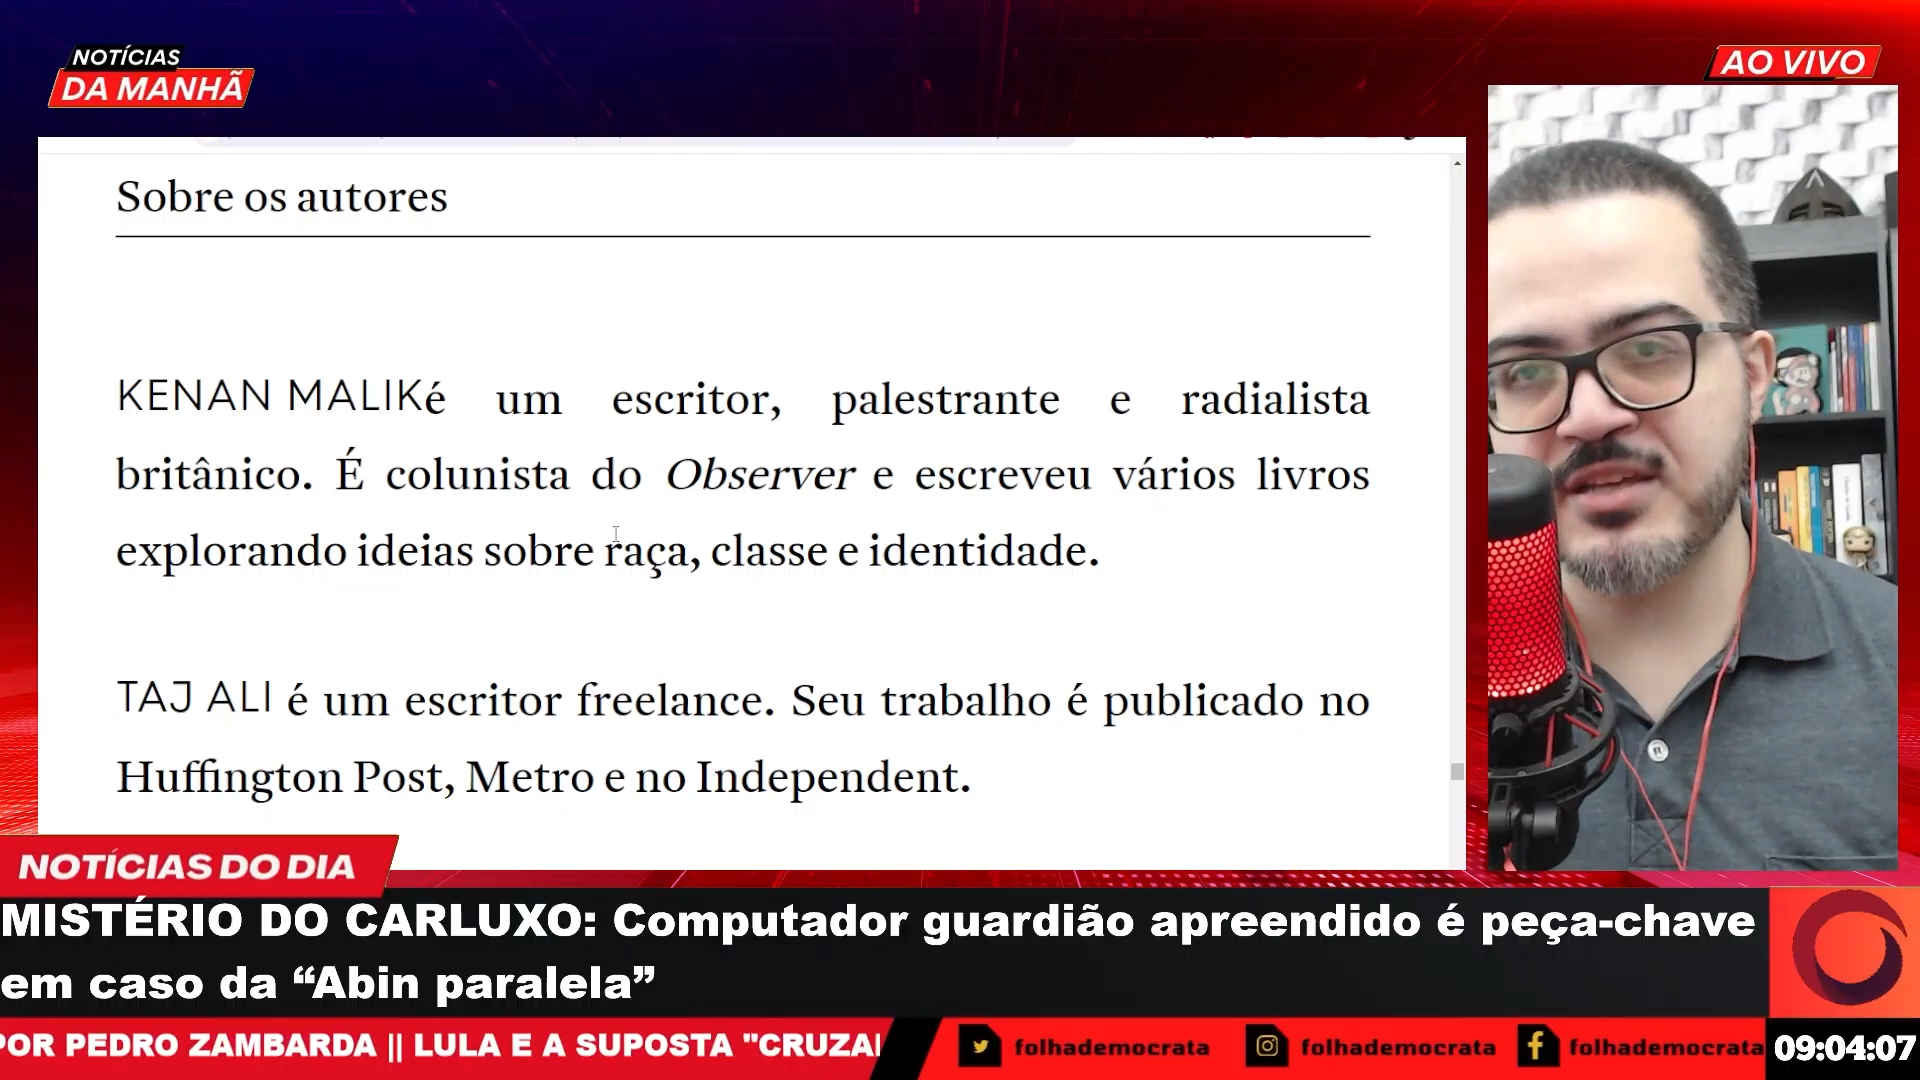 NOTÍCIAS
DA MANHÃ
AO VIVO
Sobre os autores
KENAN MALIKé um escritor, palestrante e radialista
britânico. É colunista do Observer e escreveu vários livros
explorando ideias sobre raça, classe e identidade.
TAJ ALI é um escritor freelance. Seu trabalho é publicado no
Huffington Post, Metro e no Independent.
NOTÍCIAS DO DIA
MISTÉRIO DO CARLUXO: Computador guardião apreendido é peça-chave
em caso da “Abin paralela”
POR PEDRO ZAMBARDA || LULA E A SUPOSTA "CRUZA
folhademocrata
folhademocrata
folhademocrata
09:04:07